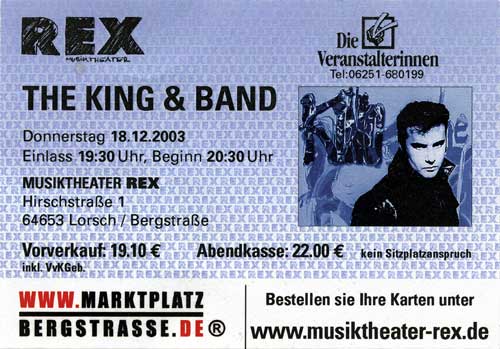 REX
MUSIKTHEATER
Die
Veranstalterinnen
Tel:06251-680199
THE KING & BAND
Donnerstag 18.12.2003
Einlass 19:30 Uhr, Beginn 20:30 Uhr
MUSIKTHEATER REX
Hirschstraße 1
64653 Lorsch / Bergstraße
Vorverkauf: 19.10 € Abendkasse: 22.00 € kein Sitzplatzanspruch
inkl. VvKGeb.
WWW.MARKTPLATZ
BERGSTRASSE.DE®
Bestellen sie Ihre Karten unter
www.musiktheater-rex.de